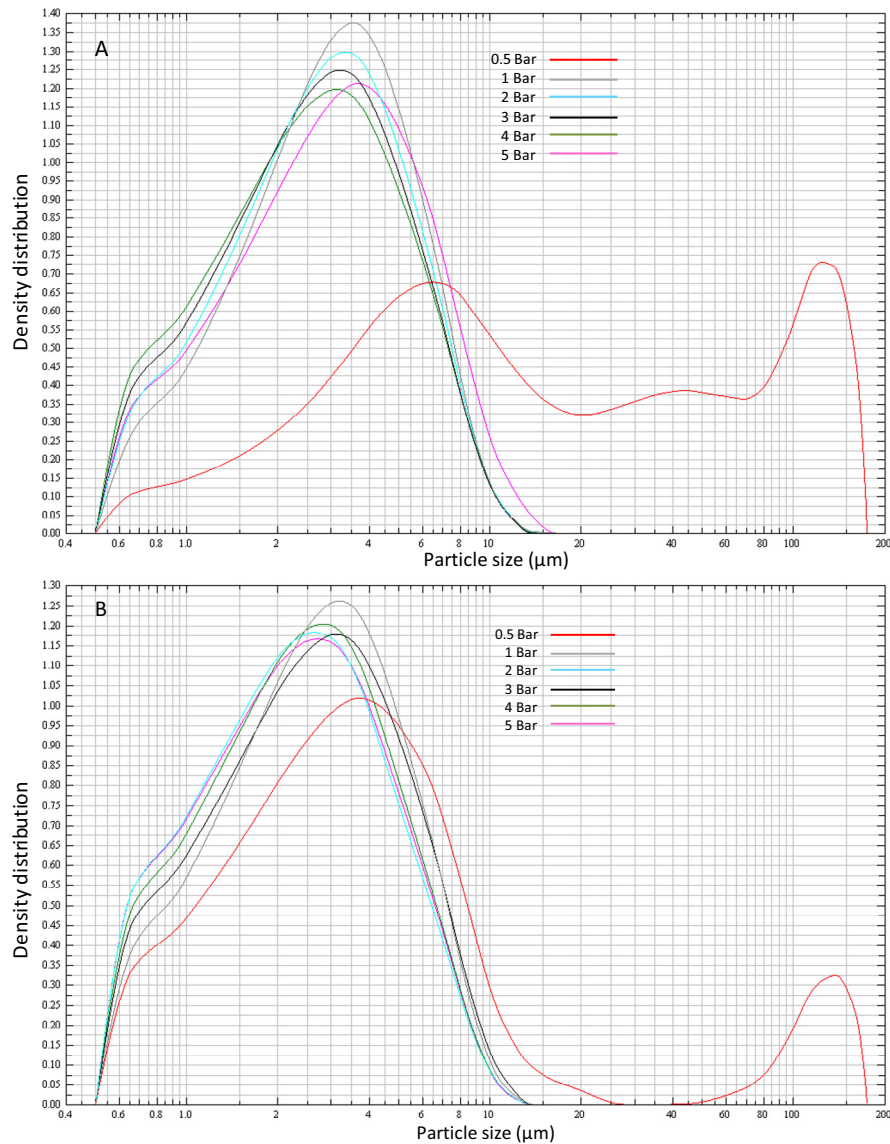 A
1.40
1.35
1.30
1.25
1.20
1.15
1.10
1.05
1.00
0.95
0.90
0.85
0.80
0.75
0.70
0.65
0.60
0.55
0.50
0.45
0.40
0.35
0.30
0.25
0.20
0.15
0.10
0.05
0.00
Density distribution
0.5 Bar
1 Bar
2 Bar
3 Bar
4 Bar
5 Bar
0.4 0.6 0.8 1.0 2 4 6 8 10 20 40 60 80 100 200
Particle size (µm)
B
1.30
1.25
1.20
1.15
1.10
1.05
1.00
0.95
0.90
0.85
0.80
0.75
0.70
0.65
0.60
0.55
0.50
0.45
0.40
0.35
0.30
0.25
0.20
0.15
0.10
0.05
0.00
Density distribution
0.5 Bar
1 Bar
2 Bar
3 Bar
4 Bar
5 Bar
0.4 0.6 0.8 1.0 2 4 6 8 10 20 40 60 80 100 200
Particle size (µm)